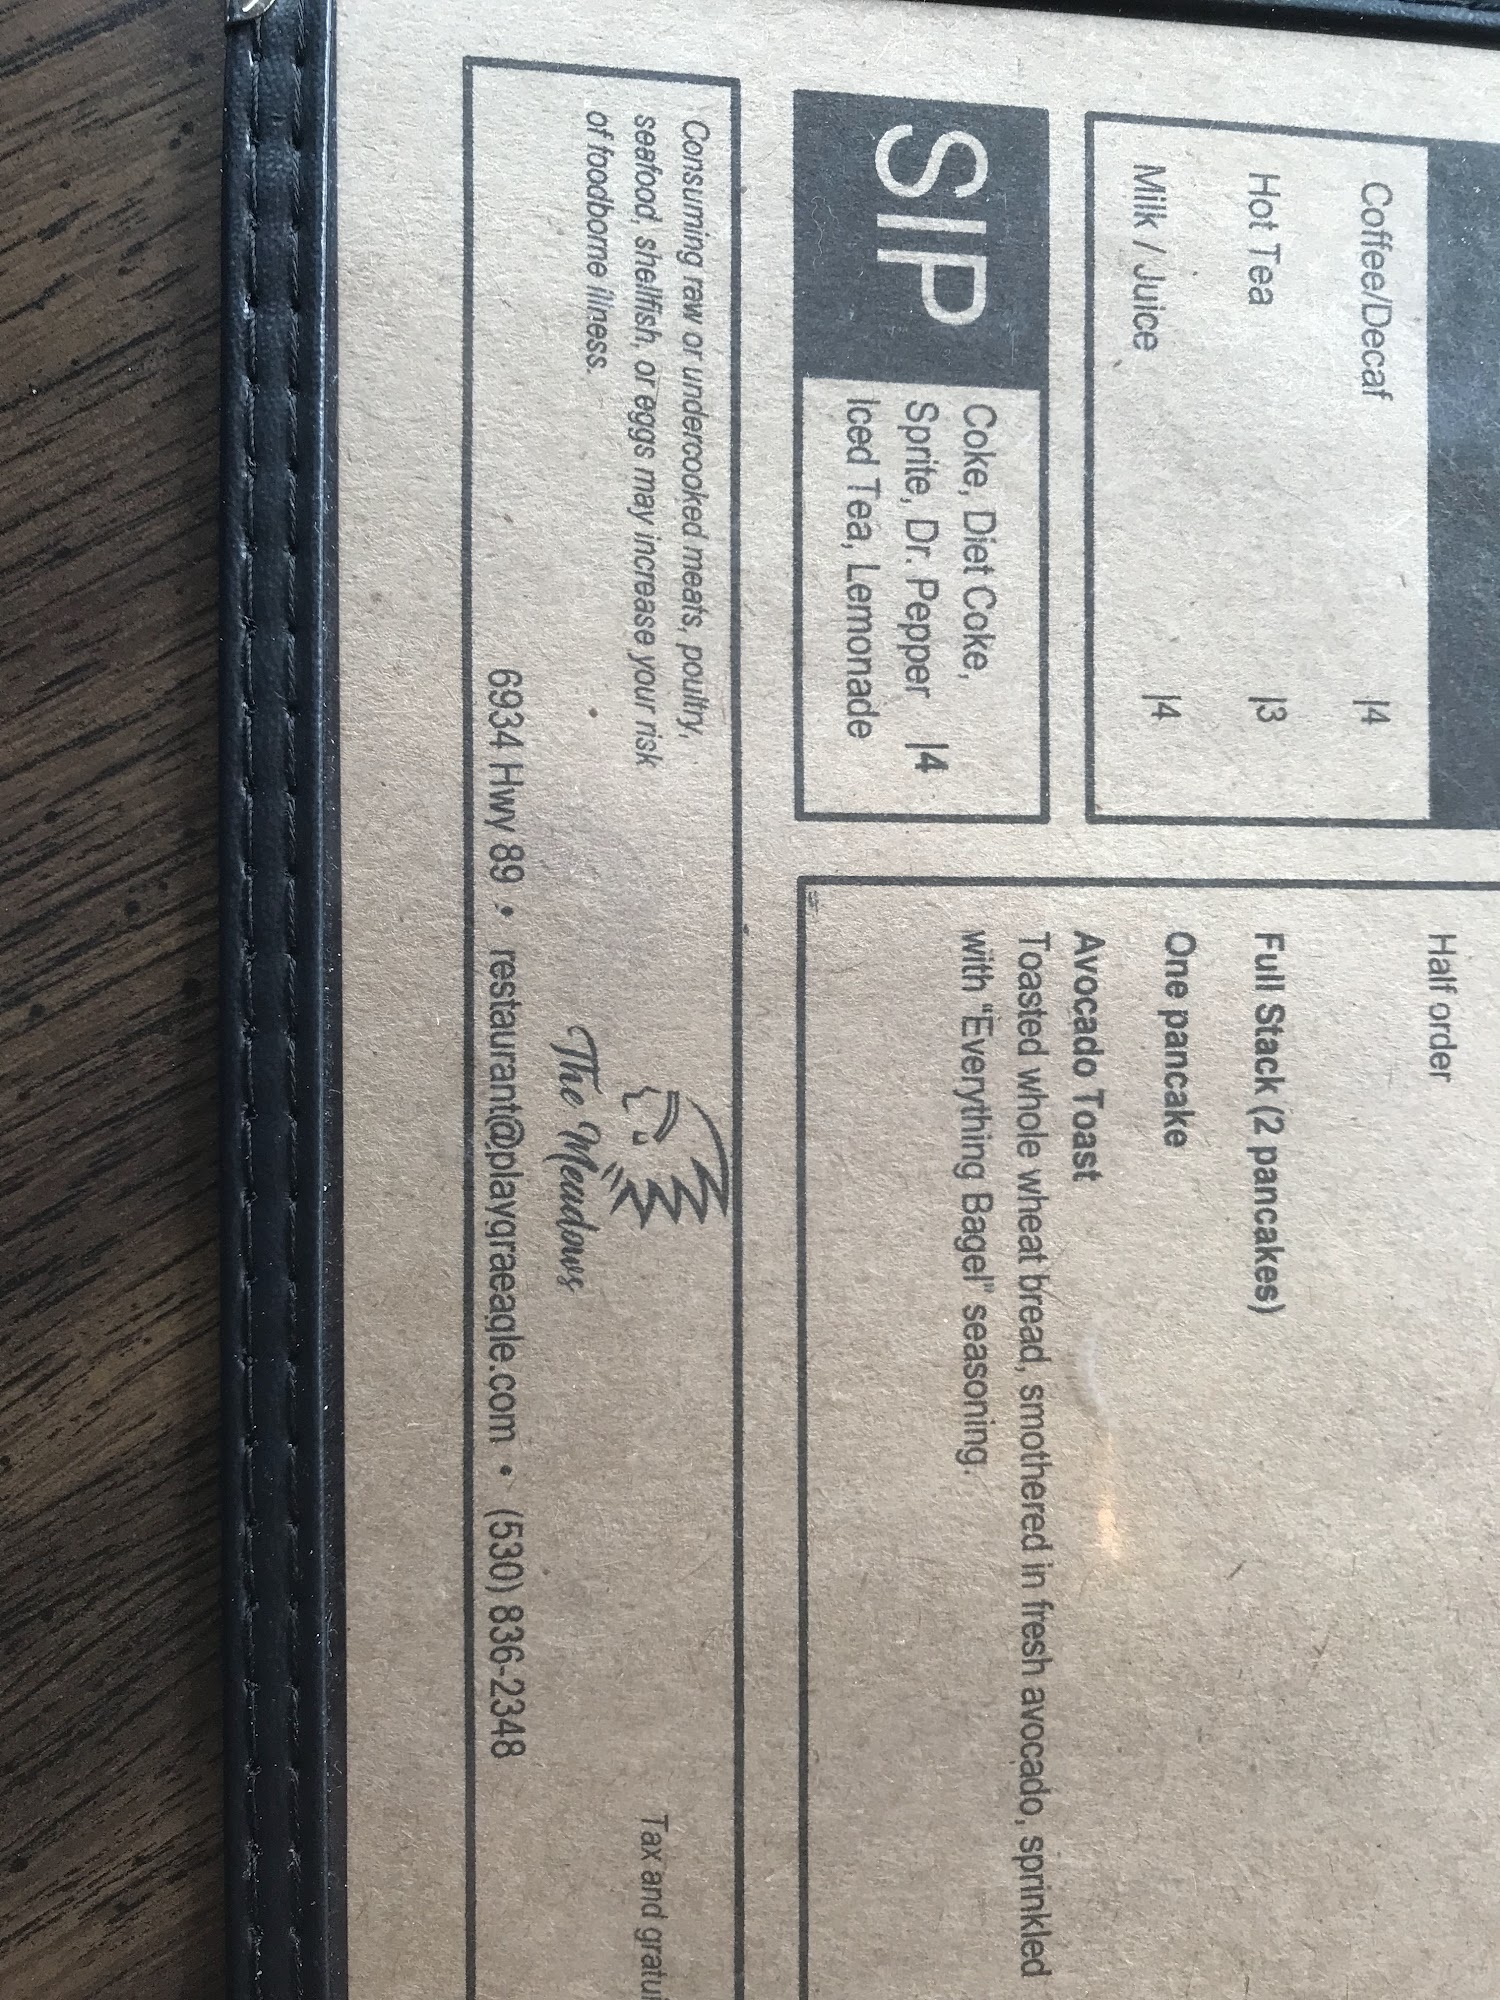 Coffee/Decaf |4
Hot Tea |3
Milk / Juice |4
SIP
Coke, Diet Coke,
Sprite, Dr. Pepper |4
Iced Tea, Lemonade
Half order
Full Stack (2 pancakes)
One pancake
Avocado Toast
Toasted whole wheat bread, smothered in fresh avocado, sprinkled
with "Everything Bagel" seasoning.
Consuming raw or undercooked meats, poultry,
seafood, shellfish, or eggs may increase your risk
of foodborne illness.
The Meadows
Tax and gratui
6934 Hwy 89 • restaurant@playgraeagle.com • (530) 836-2348